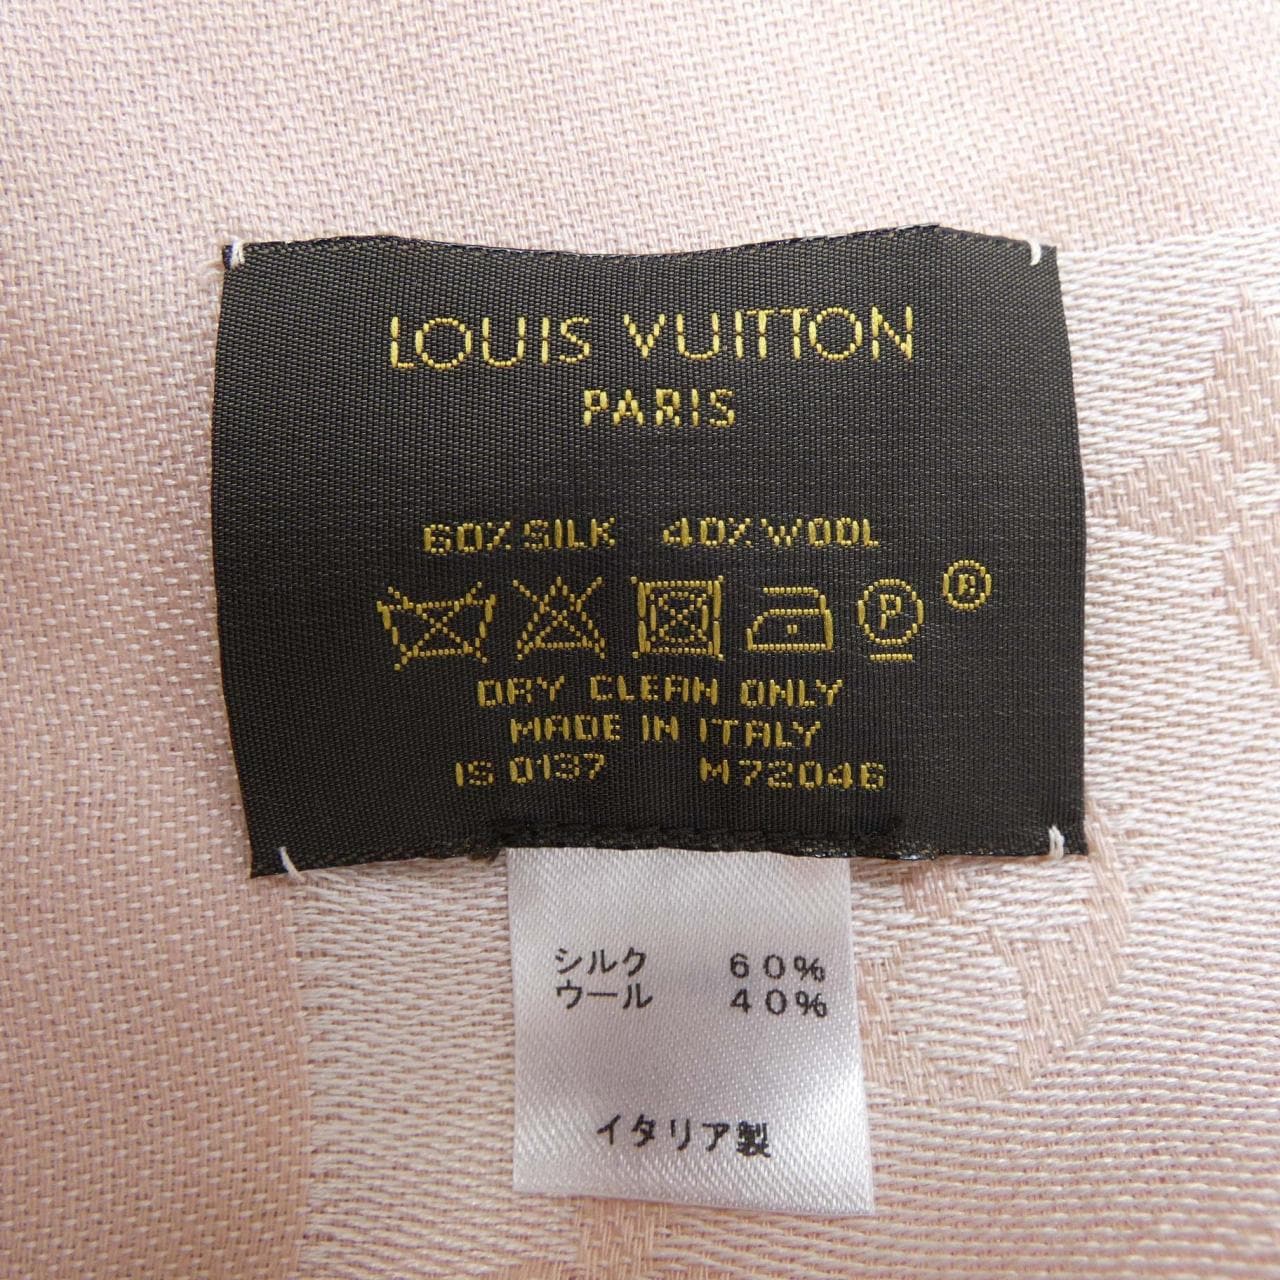 LOUIS VUITTON
PARIS
60% SILK 40% WOOL
P ®
DRY CLEAN ONLY
MADE IN ITALY
IS 0137 M72046
シルク 60%
ウール 40%
イタリア製